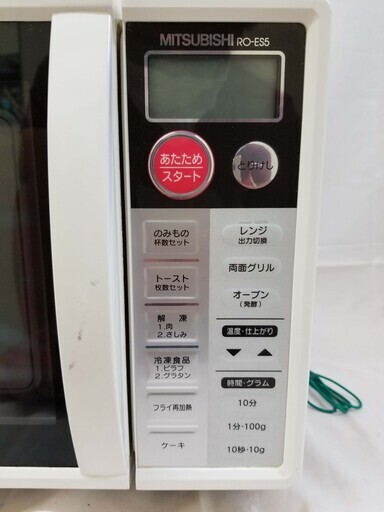 MITSUBISHI RO-ES5
あたため
スタート
とりけし
のみもの
杯数セット
トースト
枚数セット
解凍
1.肉
2.さしみ
冷凍食品
1.ピラフ
2.グラタン
フライ再加熱
ケーキ
レンジ
出力切換
両面グリル
オーブン
(発酵)
温度・仕上がり
▼ ▲
時間・グラム
10分
1分・100g
10秒・10g